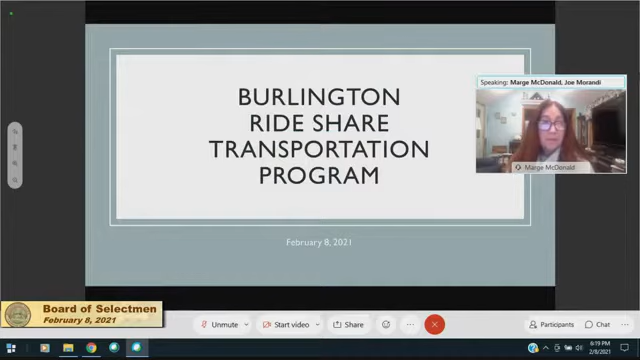 Speaking: Marge McDonald, Joe Morandi
BURLINGTON
RIDE SHARE
TRANSPORTATION
PROGRAM
Marge McDonald
February 8, 2021
Board of Selectmen
February 8, 2021
Unmute
Start video
Share
Participants
Chat
6:19 PM
2/8/2021